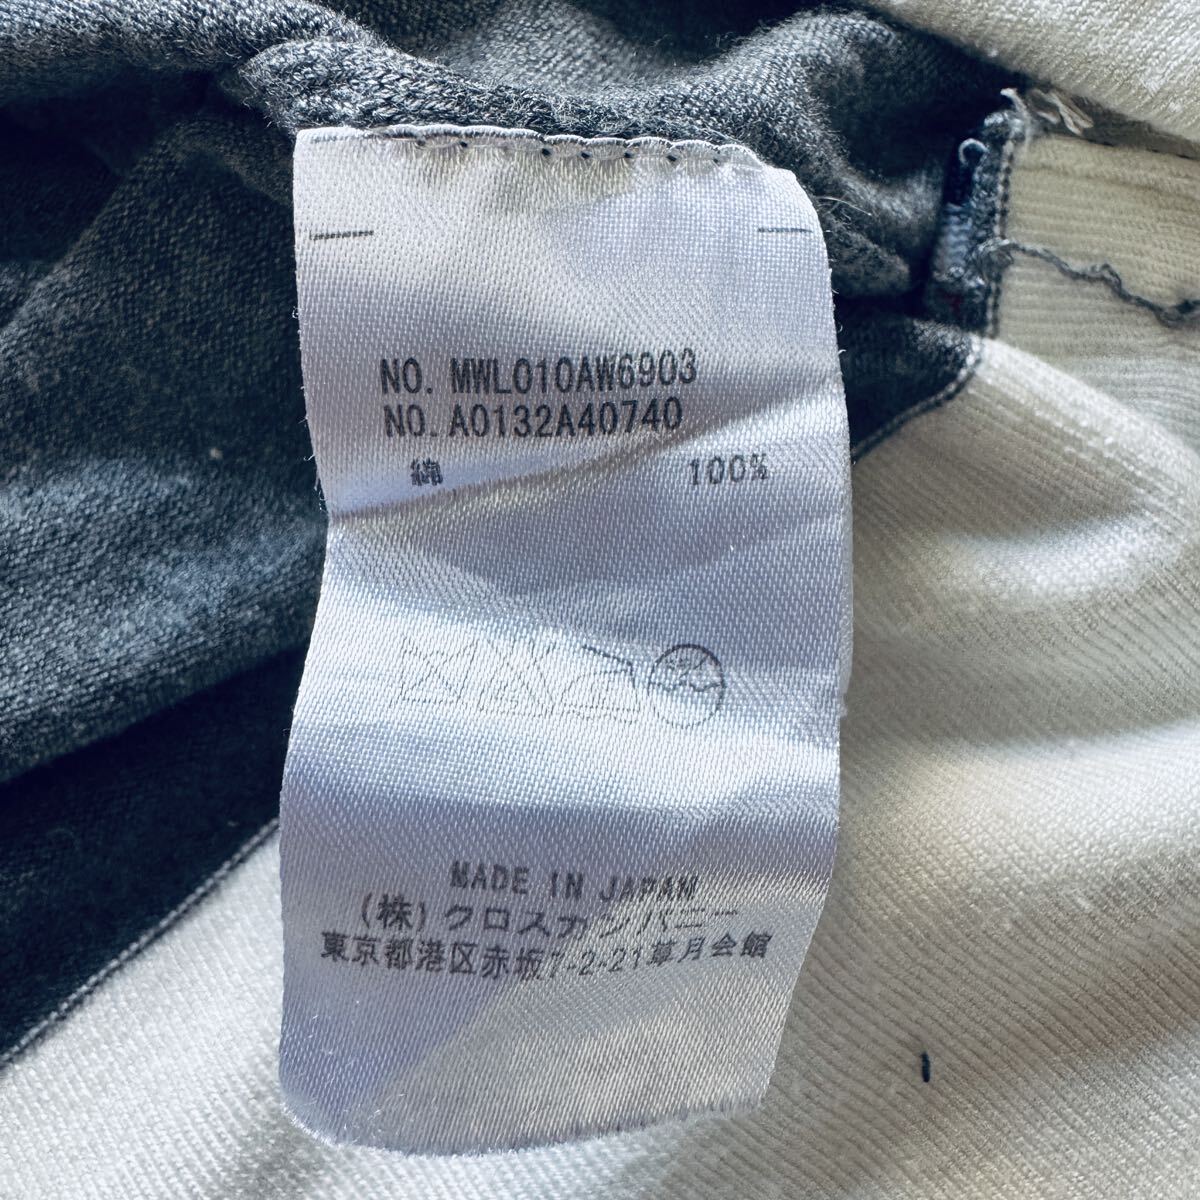 NO. MWL010AW6903
NO. A0132A40740
綿 100%
MADE IN JAPAN
(株)クロスカンパニー
東京都港区赤坂7-2-21草月会館